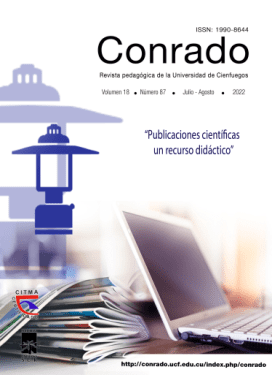 ISSN: 1990-8644
Conrado
Revista pedagógica de la Universidad de Cienfuegos
Volumen 18 • Número 87 • Julio - Agosto • 2022
“Publicaciones científicas
un recurso didáctico”
CITMA
http://conrado.ucf.edu.cu/index.php/conrado